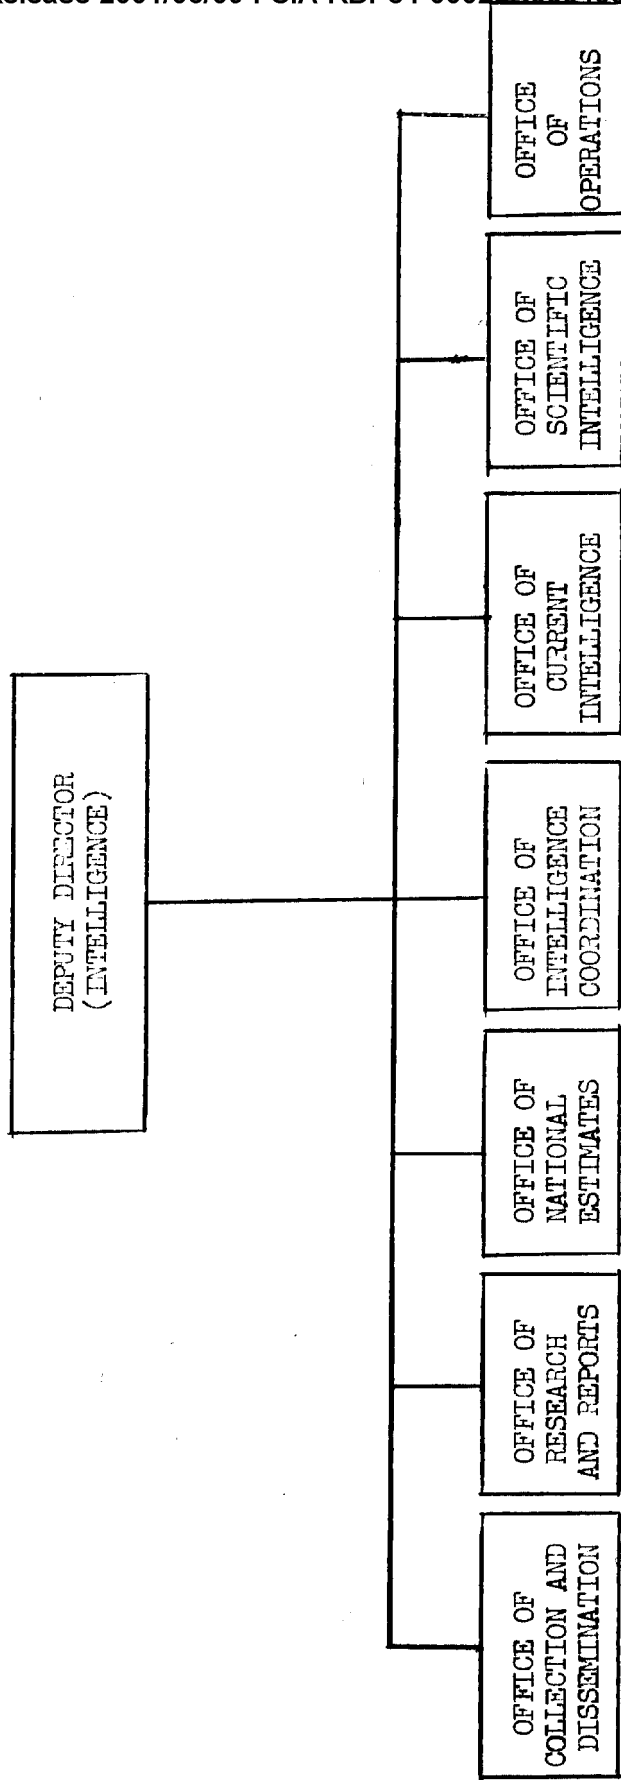 DEPUTY DIRECTOR
(INTELLIGENCE)
OFFICE OF
COLLECTION AND
DISSEMINATION
OFFICE OF
RESEARCH
AND REPORTS
OFFICE OF
NATIONAL
ESTIMATES
OFFICE OF
INTELLIGENCE
COORDINATION
OFFICE OF
CURRENT
INTELLIGENCE
OFFICE OF
SCIENTIFIC
INTELLIGENCE
OFFICE
OF
OPERATIONS